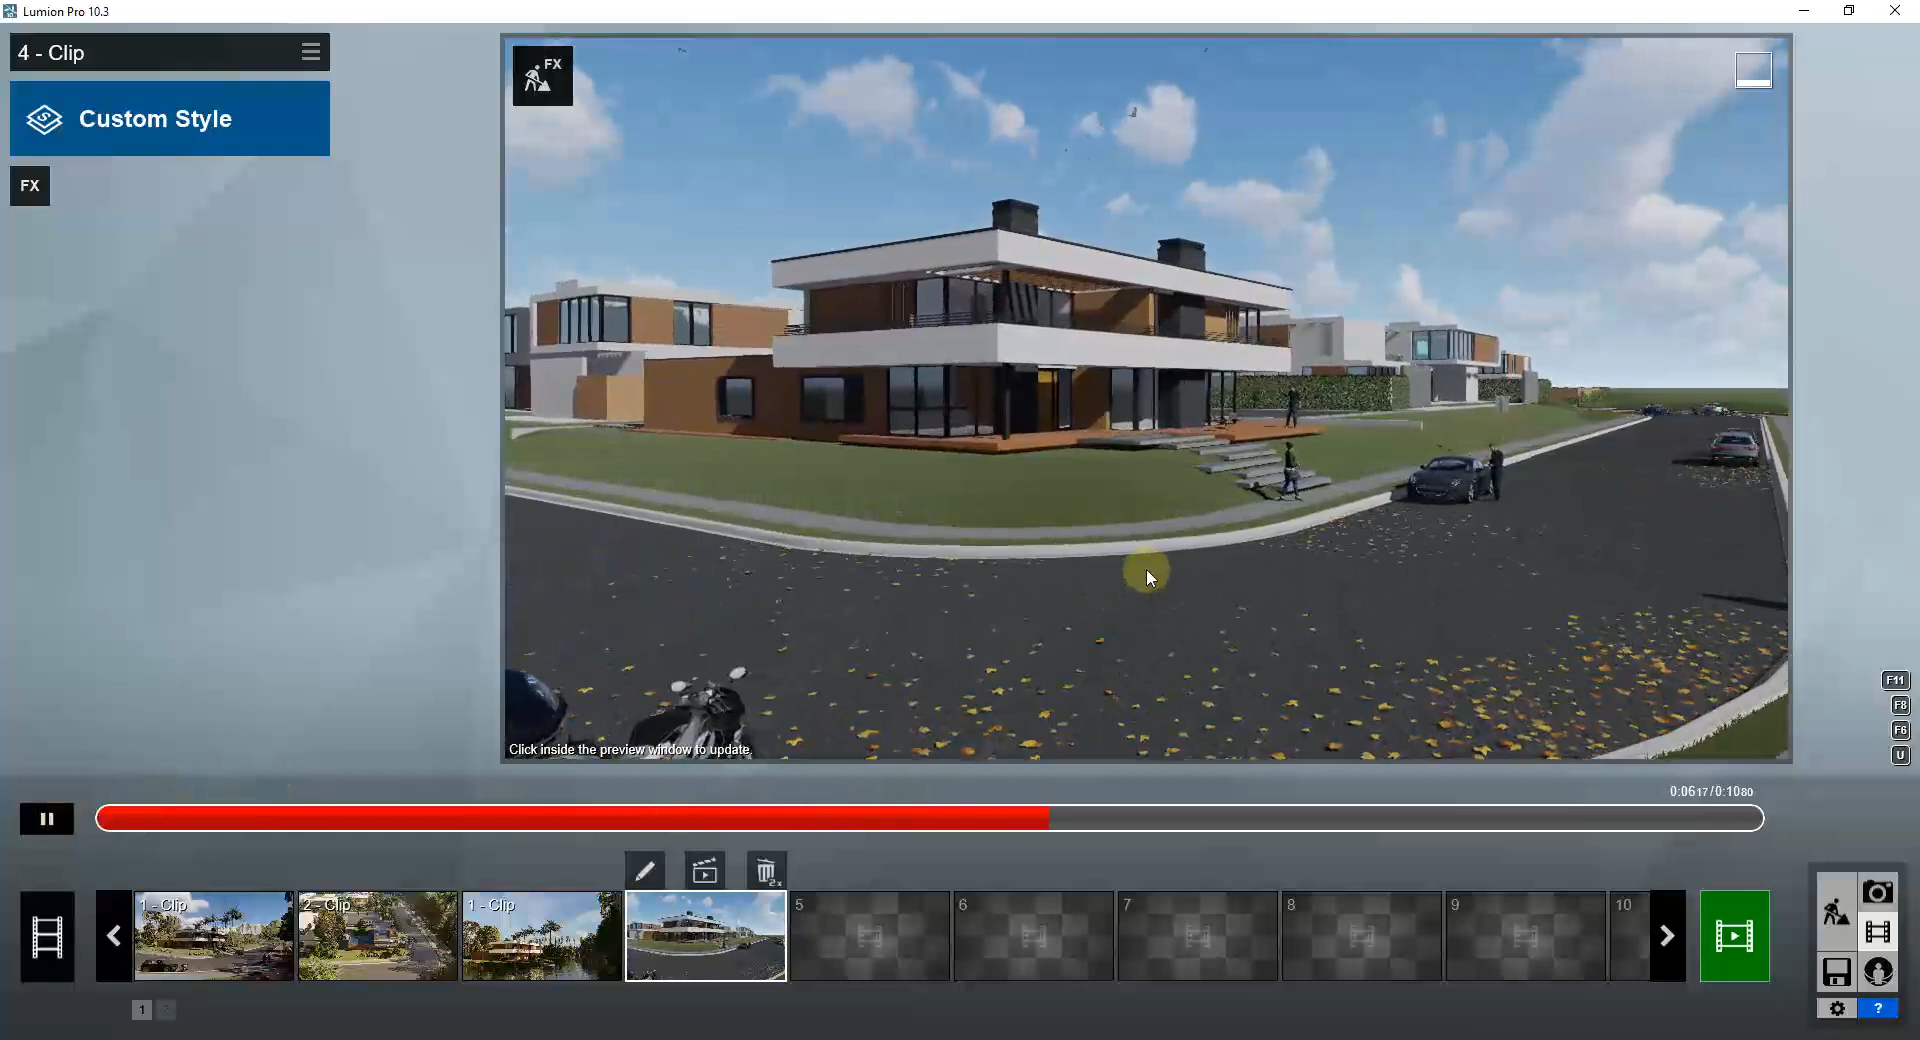 Lumion Pro 10.3
4 - Clip
Custom Style
FX
FX
Click inside the preview window to update.
F11
F8
F6
U
0:0617/0:1080
1 - Clip
2 - Clip
1 - Clip
5
6
7
8
9
10
1
?